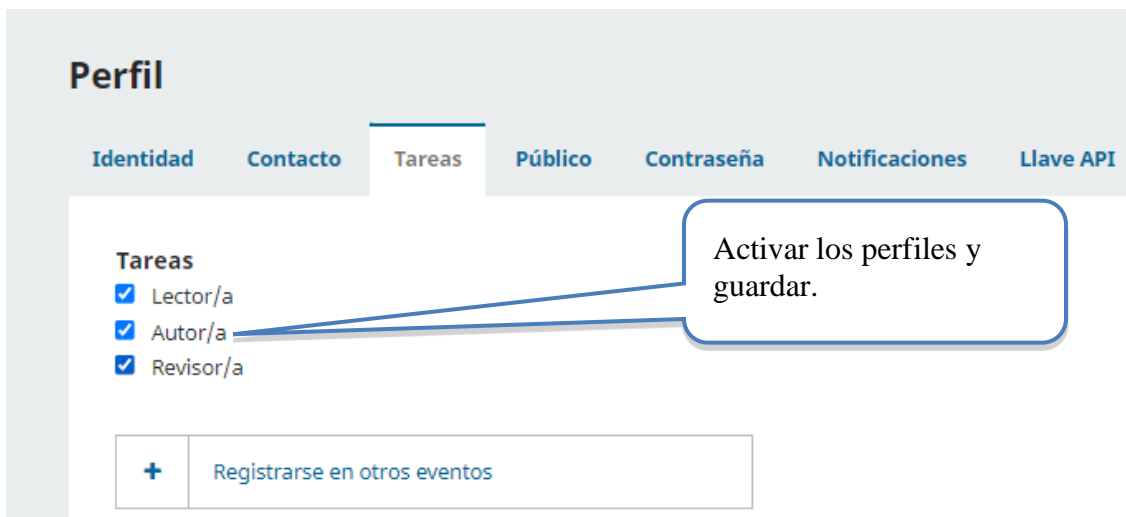 Perfil
Identidad Contacto Tareas Público Contraseña Notificaciones Llave API
Activar los perfiles y
guardar.
Tareas
Lector/a
Autor/a
Revisor/a
+ Registrarse en otros eventos